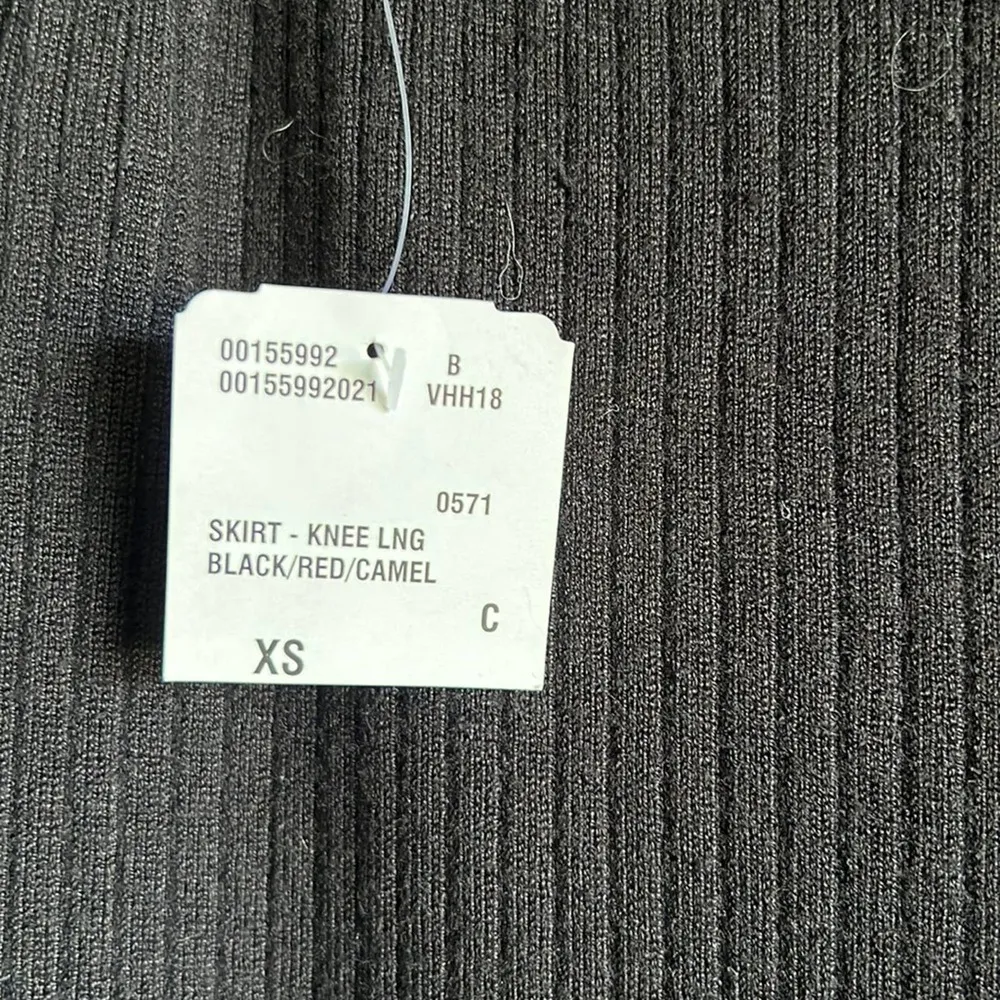 00155992 B
00155992021 VHH18
0571
SKIRT - KNEE LNG
BLACK/RED/CAMEL
C
XS